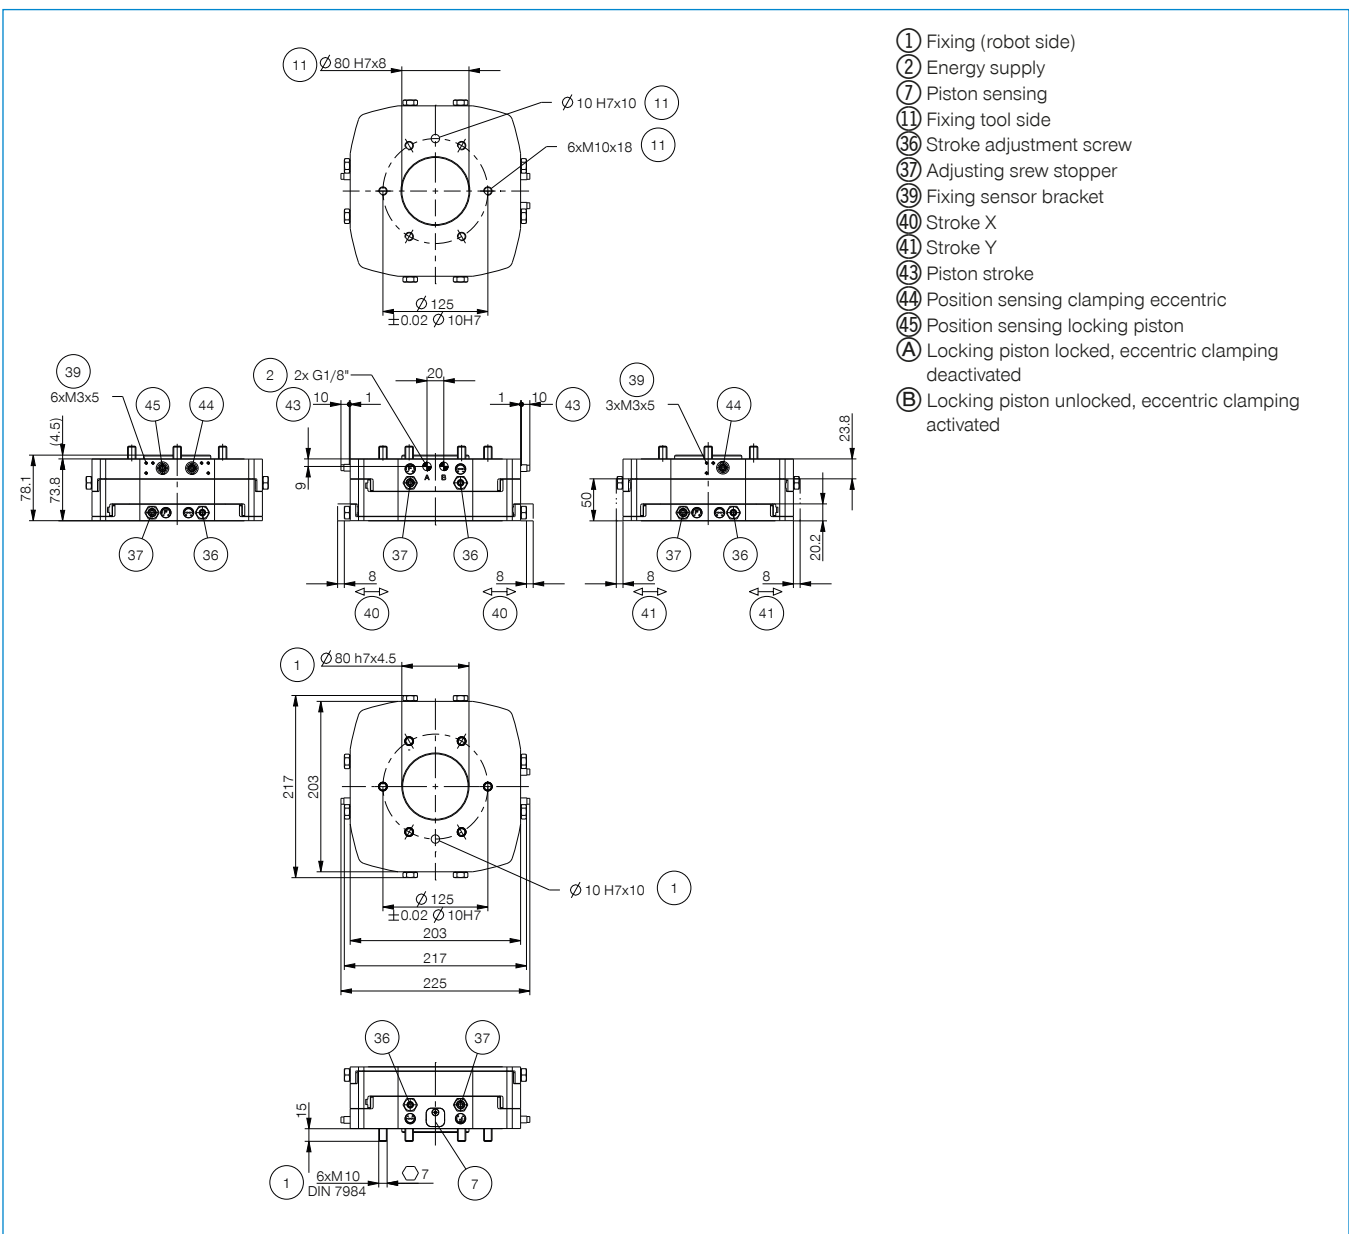 11 Ø 80 H7x8
Ø 10 H7x10 11
6xM10x18 11
Ø 125
±0.02 Ø 10H7
1 Fixing (robot side)
2 Energy supply
7 Piston sensing
11 Fixing tool side
36 Stroke adjustment screw
37 Adjusting srew stopper
39 Fixing sensor bracket
40 Stroke X
41 Stroke Y
43 Piston stroke
44 Position sensing clamping eccentric
45 Position sensing locking piston
A Locking piston locked, eccentric clamping
deactivated
B Locking piston unlocked, eccentric clamping
activated
39
6xM3x5
45 44
(4.5)
78.1
73.8
37 36
2 2x G1/8"
20
43 10 1
1 10 43
9
A B
37 36
8 8
40 40
39
3xM3x5
44
23.8
50
20.2
37 36
8 8
41 41
1 Ø 80 h7x4.5
217
203
Ø 10 H7x10 1
Ø 125
±0.02 Ø 10H7
203
217
225
36 37
15
1 6xM10
DIN 7984
7
7